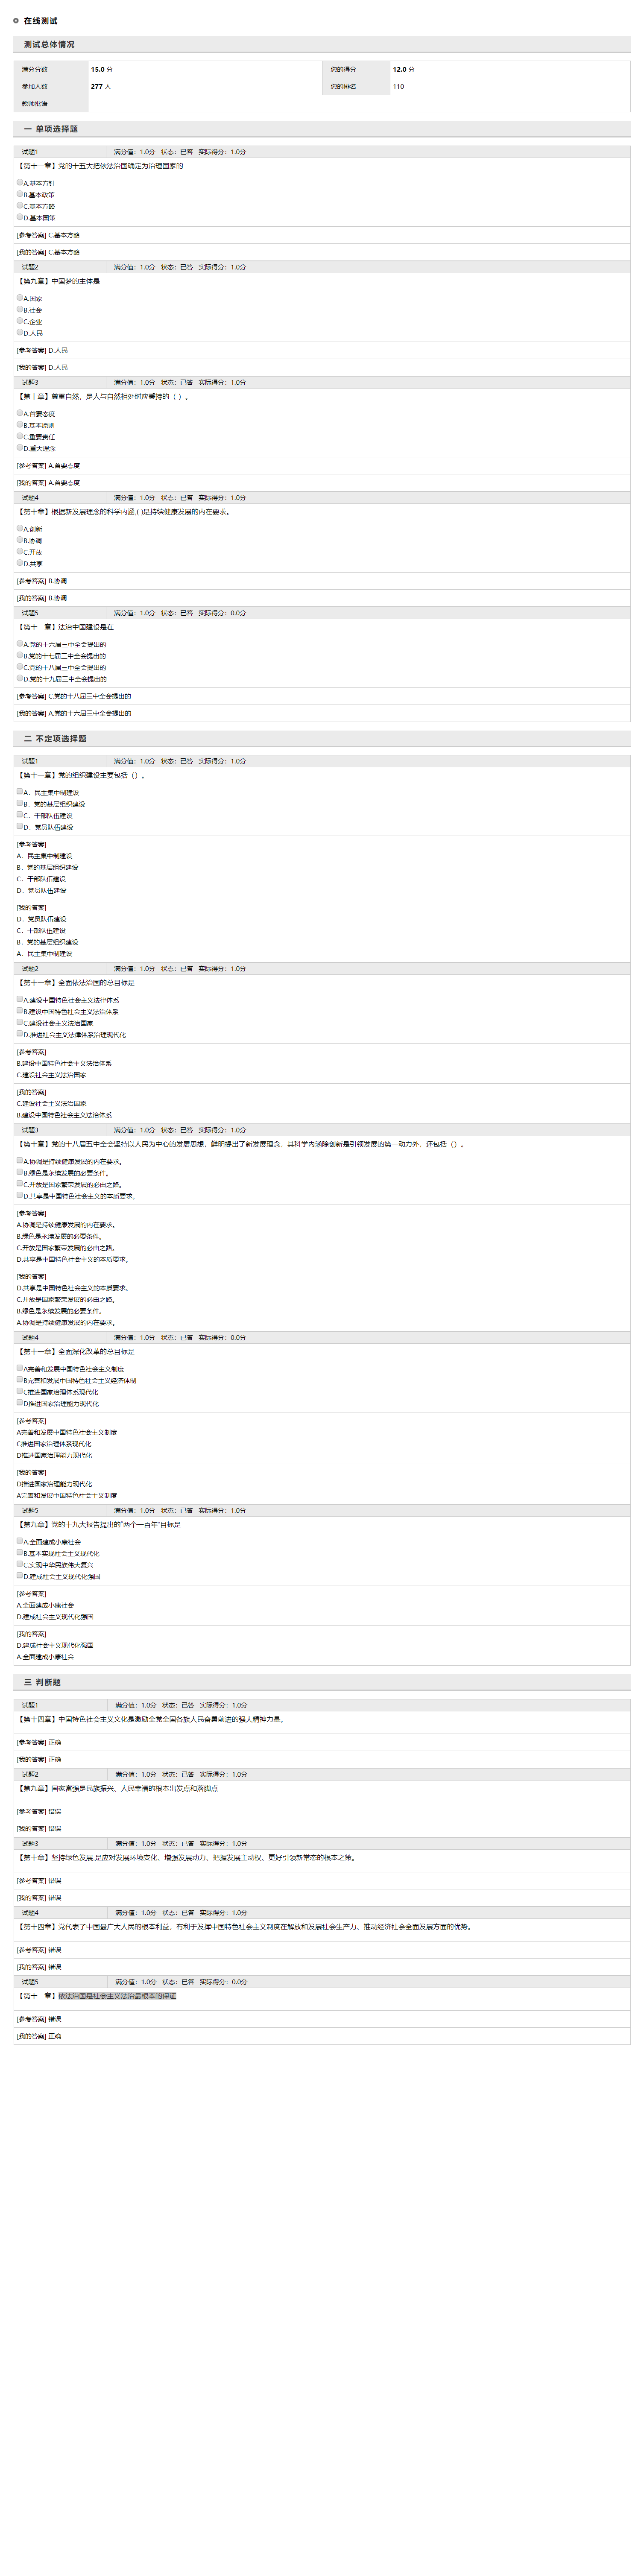 在线测试
测试总体情况
满分分数 15.0 分 您的得分 12.0 分
参加人数 277 人 您的排名 110
教师批语
一 单项选择题
试题1 满分值：1.0分 状态：已答 实际得分：1.0分
【第十一章】党的十五大把依法治国确定为治理国家的
A.基本方针
B.基本政策
C.基本方略
D.基本国策
[参考答案] C.基本方略
[我的答案] C.基本方略
试题2 满分值：1.0分 状态：已答 实际得分：1.0分
【第九章】中国梦的主体是
A.国家
B.社会
C.企业
D.人民
[参考答案] D.人民
[我的答案] D.人民
试题3 满分值：1.0分 状态：已答 实际得分：1.0分
【第十章】尊重自然，是人与自然相处时应秉持的（ ）。
A.首要态度
B.基本原则
C.重要责任
D.重大理念
[参考答案] A.首要态度
[我的答案] A.首要态度
试题4 满分值：1.0分 状态：已答 实际得分：1.0分
【第十章】根据新发展理念的科学内涵,( )是持续健康发展的内在要求。
A.创新
B.协调
C.开放
D.共享
[参考答案] B.协调
[我的答案] B.协调
试题5 满分值：1.0分 状态：已答 实际得分：0.0分
【第十一章】法治中国建设是在
A.党的十六届三中全会提出的
B.党的十七届三中全会提出的
C.党的十八届三中全会提出的
D.党的十九届三中全会提出的
[参考答案] C.党的十八届三中全会提出的
[我的答案] A.党的十六届三中全会提出的
二 不定项选择题
试题1 满分值：1.0分 状态：已答 实际得分：1.0分
【第十一章】党的组织建设主要包括（）。
A．民主集中制建设
B．党的基层组织建设
C．干部队伍建设
D．党员队伍建设
[参考答案]
A．民主集中制建设
B．党的基层组织建设
C．干部队伍建设
D．党员队伍建设
[我的答案]
D．党员队伍建设
C．干部队伍建设
B．党的基层组织建设
A．民主集中制建设
试题2 满分值：1.0分 状态：已答 实际得分：1.0分
【第十一章】全面依法治国的总目标是
A.建设中国特色社会主义法律体系
B.建设中国特色社会主义法治体系
C.建设社会主义法治国家
D.推进社会主义法律体系治理现代化
[参考答案]
B.建设中国特色社会主义法治体系
C.建设社会主义法治国家
[我的答案]
C.建设社会主义法治国家
B.建设中国特色社会主义法治体系
试题3 满分值：1.0分 状态：已答 实际得分：1.0分
【第十章】党的十八届五中全会坚持以人民为中心的发展思想，鲜明提出了新发展理念，其科学内涵除创新是引领发展的第一动力外，还包括（）。
A.协调是持续健康发展的内在要求。
B.绿色是永续发展的必要条件。
C.开放是国家繁荣发展的必由之路。
D.共享是中国特色社会主义的本质要求。
[参考答案]
A.协调是持续健康发展的内在要求。
B.绿色是永续发展的必要条件。
C.开放是国家繁荣发展的必由之路。
D.共享是中国特色社会主义的本质要求。
[我的答案]
D.共享是中国特色社会主义的本质要求。
C.开放是国家繁荣发展的必由之路。
B.绿色是永续发展的必要条件。
A.协调是持续健康发展的内在要求。
试题4 满分值：1.0分 状态：已答 实际得分：0.0分
【第十一章】全面深化改革的总目标是
A完善和发展中国特色社会主义制度
B完善和发展中国特色社会主义经济体制
C推进国家治理体系现代化
D推进国家治理能力现代化
[参考答案]
A完善和发展中国特色社会主义制度
C推进国家治理体系现代化
D推进国家治理能力现代化
[我的答案]
D推进国家治理能力现代化
A完善和发展中国特色社会主义制度
试题5 满分值：1.0分 状态：已答 实际得分：1.0分
【第九章】党的十九大报告提出的“两个一百年”目标是
A.全面建成小康社会
B.基本实现社会主义现代化
C.实现中华民族伟大复兴
D.建成社会主义现代化强国
[参考答案]
A.全面建成小康社会
D.建成社会主义现代化强国
[我的答案]
D.建成社会主义现代化强国
A.全面建成小康社会
三 判断题
试题1 满分值：1.0分 状态：已答 实际得分：1.0分
【第十四章】中国特色社会主义文化是激励全党全国各族人民奋勇前进的强大精神力量。
[参考答案] 正确
[我的答案] 正确
试题2 满分值：1.0分 状态：已答 实际得分：1.0分
【第九章】国家富强是民族振兴、人民幸福的根本出发点和落脚点
[参考答案] 错误
[我的答案] 错误
试题3 满分值：1.0分 状态：已答 实际得分：1.0分
【第十章】坚持绿色发展,是应对发展环境变化、增强发展动力、把握发展主动权、更好引领新常态的根本之策。
[参考答案] 错误
[我的答案] 错误
试题4 满分值：1.0分 状态：已答 实际得分：1.0分
【第十四章】党代表了中国最广大人民的根本利益，有利于发挥中国特色社会主义制度在解放和发展社会生产力、推动经济社会全面发展方面的优势。
[参考答案] 错误
[我的答案] 错误
试题5 满分值：1.0分 状态：已答 实际得分：0.0分
【第十一章】依法治国是社会主义法治最根本的保证
[参考答案] 错误
[我的答案] 正确